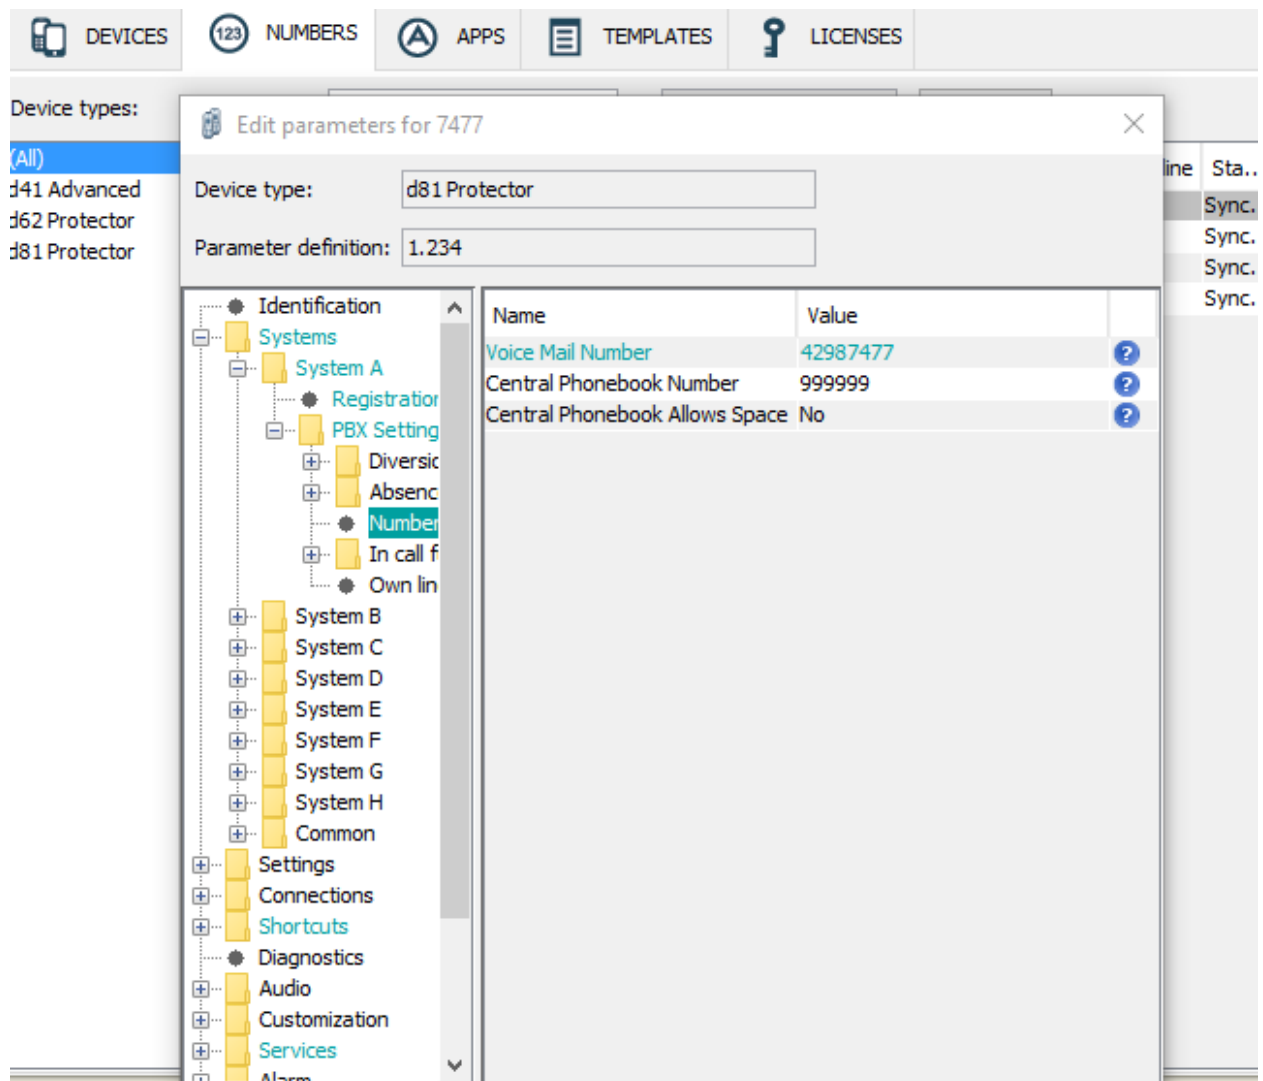 DEVICES 123 NUMBERS APPS TEMPLATES LICENSES
Device types:
Edit parameters for 7477
(All)
d41 Advanced
d62 Protector
d81 Protector
line Sta..
Sync.
Sync.
Sync.
Sync.
Device type: d81 Protector
Parameter definition: 1.234
Identification
Systems
System A
Registration
PBX Setting
Diversic
Absenc
Number
In call f
Own lin
System B
System C
System D
System E
System F
System G
System H
Common
Settings
Connections
Shortcuts
Diagnostics
Audio
Customization
Services
Alarm
Name Value
Voice Mail Number 42987477 ?
Central Phonebook Number 999999 ?
Central Phonebook Allows Space No ?